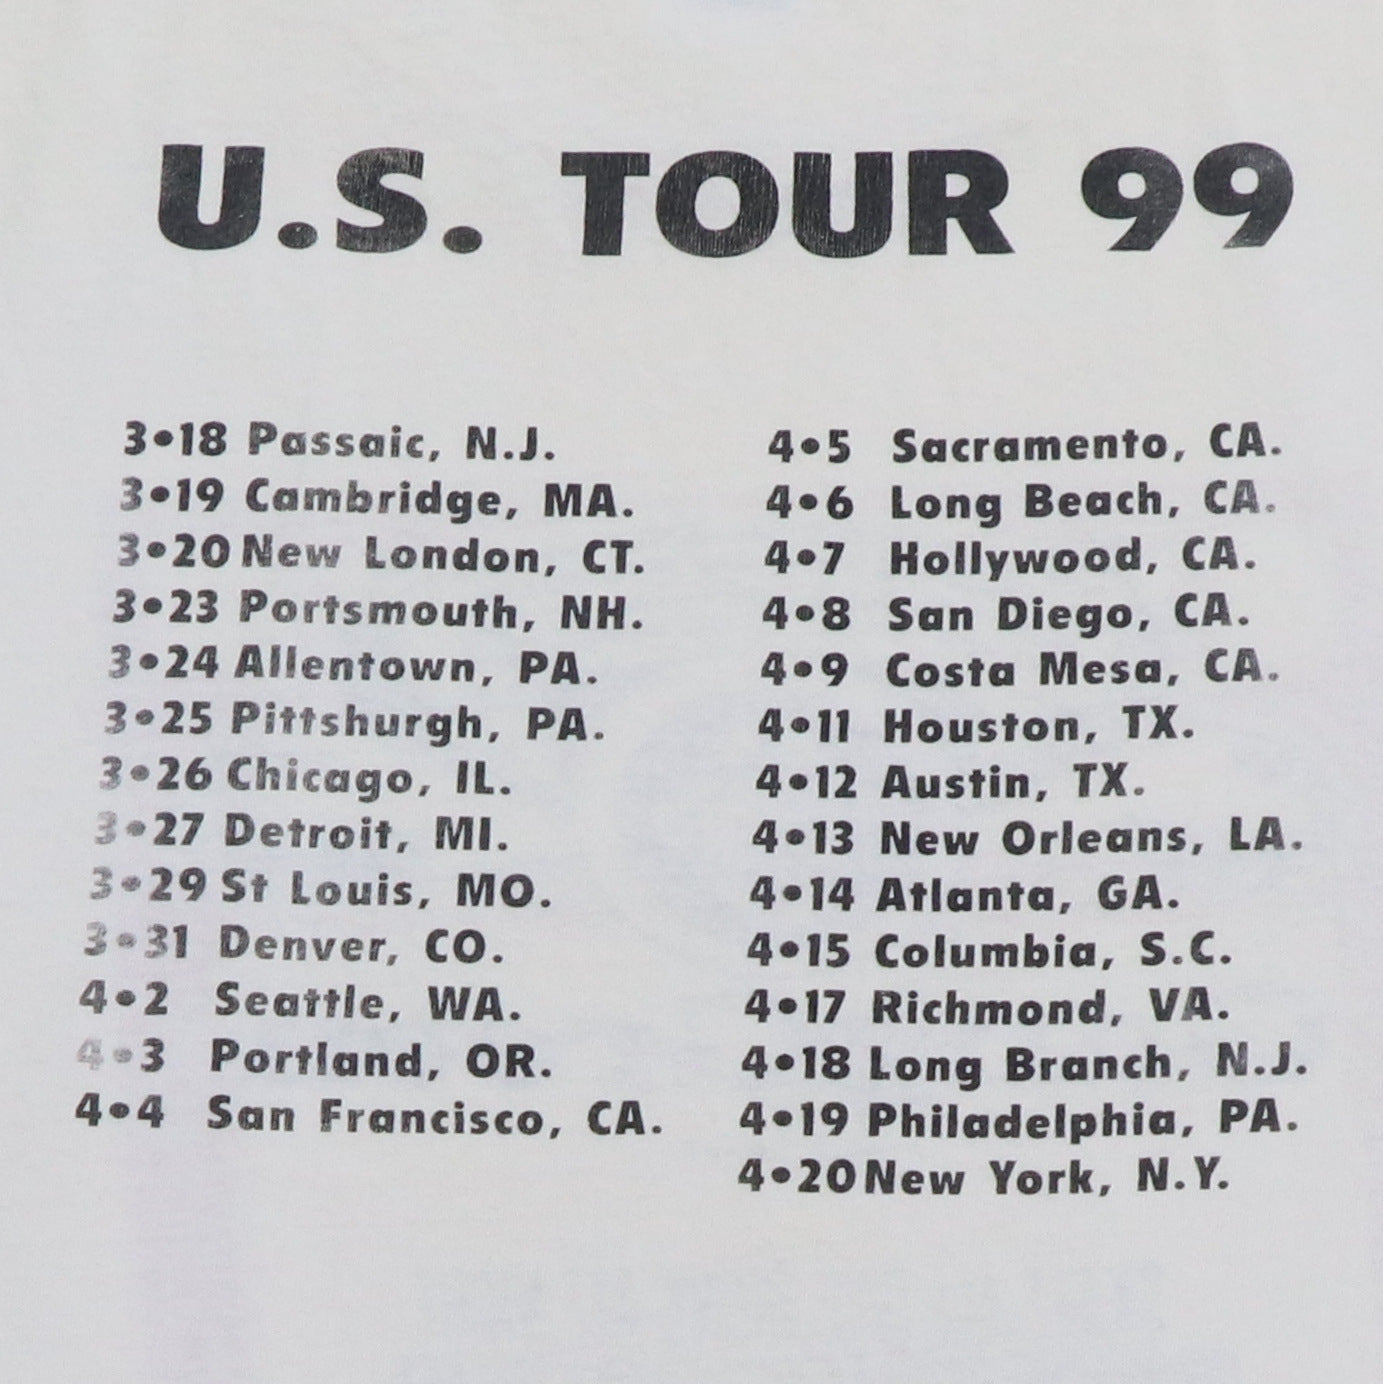 U.S. TOUR 99
3•18 Passaic, N.J.
3•19 Cambridge, MA.
3•20 New London, CT.
3•23 Portsmouth, NH.
3•24 Allentown, PA.
3•25 Pittshurgh, PA.
3•26 Chicago, IL.
3•27 Detroit, MI.
3•29 St Louis, MO.
3•31 Denver, CO.
4•2 Seattle, WA.
4•3 Portland, OR.
4•4 San Francisco, CA.
4•5 Sacramento, CA.
4•6 Long Beach, CA.
4•7 Hollywood, CA.
4•8 San Diego, CA.
4•9 Costa Mesa, CA.
4•11 Houston, TX.
4•12 Austin, TX.
4•13 New Orleans, LA.
4•14 Atlanta, GA.
4•15 Columbia, S.C.
4•17 Richmond, VA.
4•18 Long Branch, N.J.
4•19 Philadelphia, PA.
4•20 New York, N.Y.